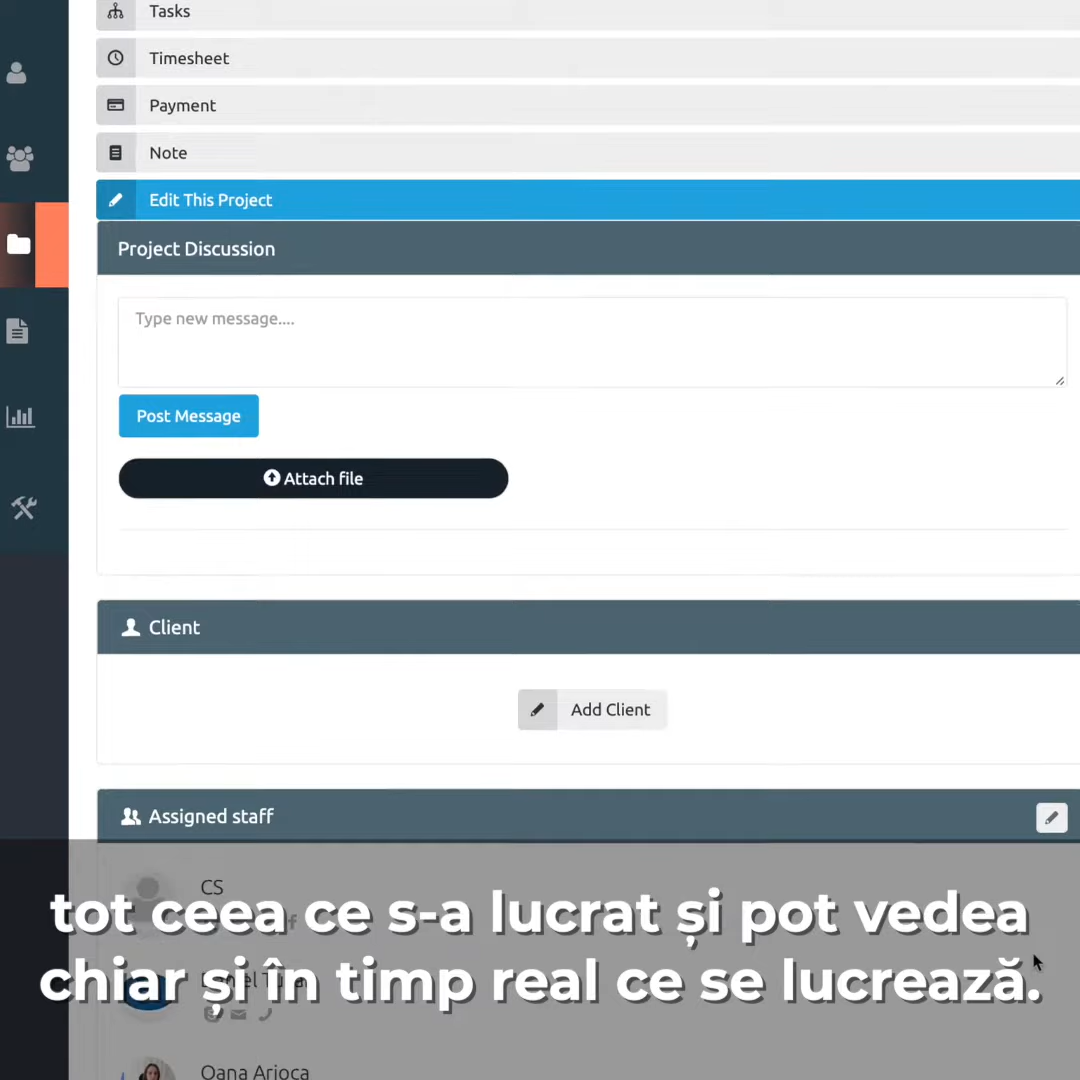 Tasks
Timesheet
Payment
Note
Edit This Project
Project Discussion
Type new message....
Post Message
Attach file
Client
Add Client
Assigned staff
CS
tot ceea ce s-a lucrat și pot vedea
chiar și în timp real ce se lucrează.
Oana Arjoca